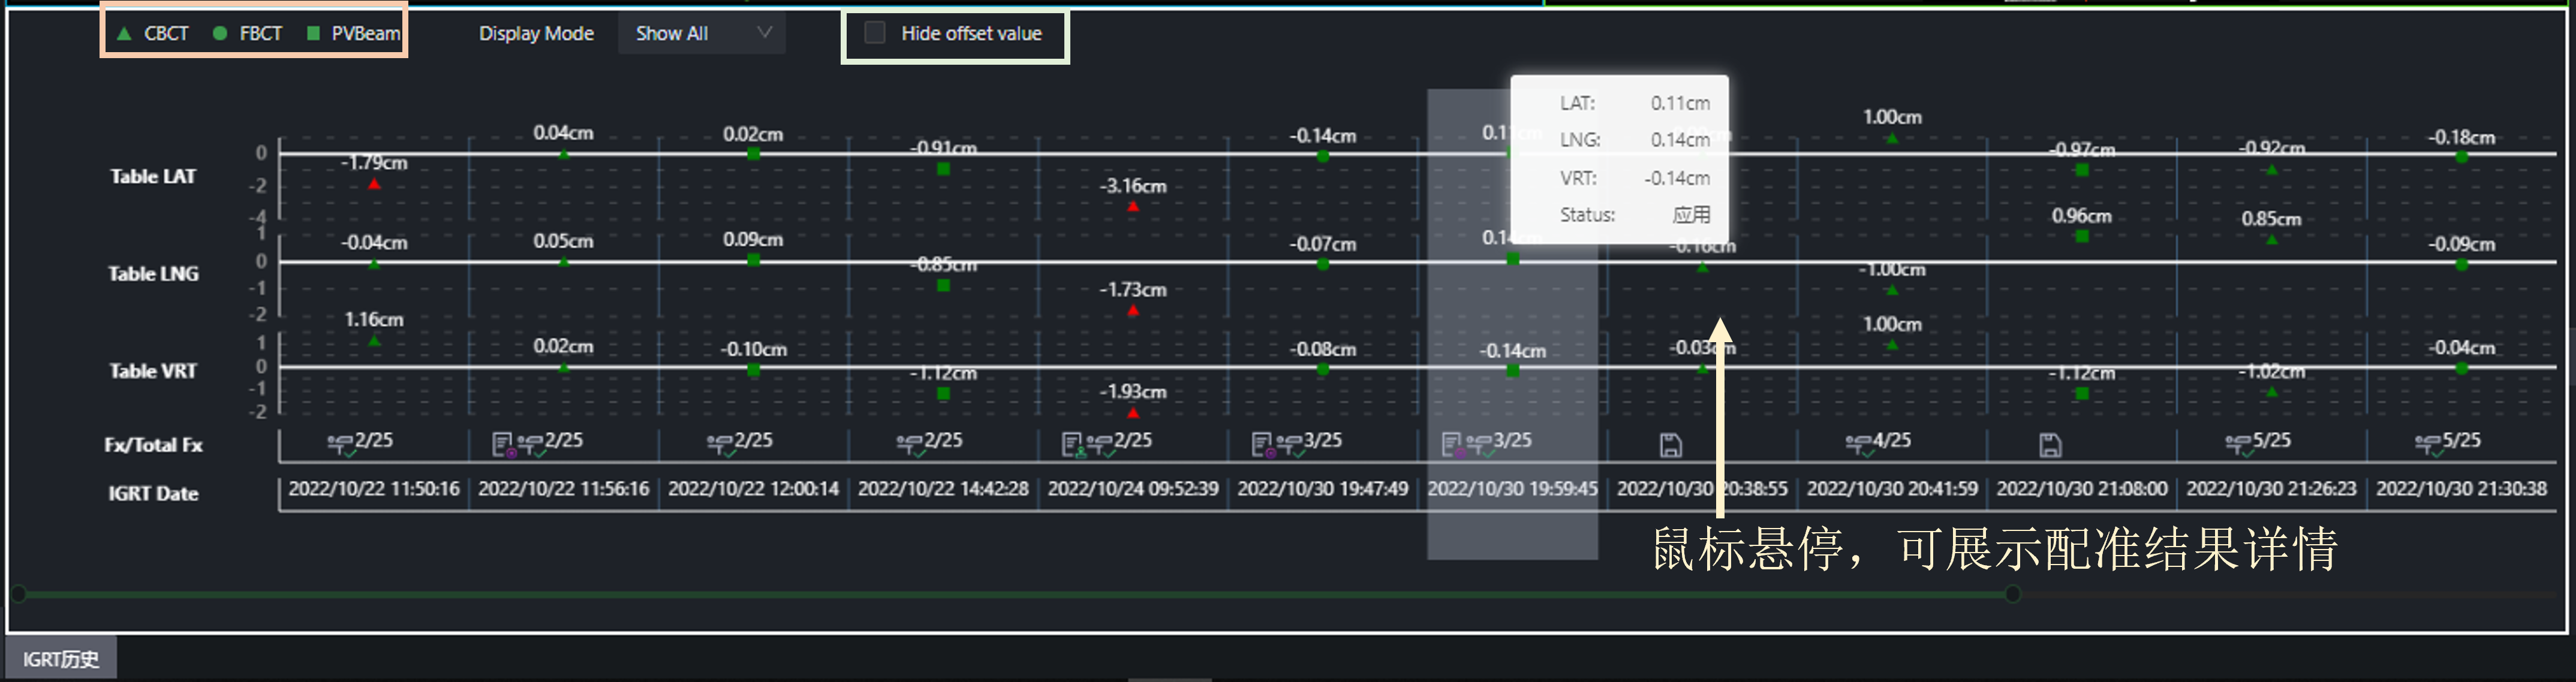 CBCT FBCT PVBeam Display Mode Show All Hide offset value
LAT: 0.11cm
LNG: 0.14cm
VRT: -0.14cm
Status: 应用
Table LAT
0
-2
-4
-1.79cm 0.04cm 0.02cm -0.91cm -3.16cm -0.14cm 1.00cm -0.97cm -0.92cm -0.18cm
Table LNG
1
0
-1
-2
-0.04cm 0.05cm 0.09cm -0.85cm -1.73cm -0.07cm -0.16cm -1.00cm 0.96cm 0.85cm -0.09cm
Table VRT
1
0
-1
-2
1.16cm 0.02cm -0.10cm -1.12cm -1.93cm -0.08cm -0.14cm -0.03cm 1.00cm -1.12cm -1.02cm -0.04cm
Fx/Total Fx 2/25 2/25 2/25 2/25 2/25 3/25 3/25 4/25 5/25 5/25
IGRT Date 2022/10/22 11:50:16 2022/10/22 11:56:16 2022/10/22 12:00:14 2022/10/22 14:42:28 2022/10/24 09:52:39 2022/10/30 19:47:49 2022/10/30 19:59:45 2022/10/30 20:38:55 2022/10/30 20:41:59 2022/10/30 21:08:00 2022/10/30 21:26:23 2022/10/30 21:30:38
鼠标悬停，可展示配准结果详情
IGRT历史